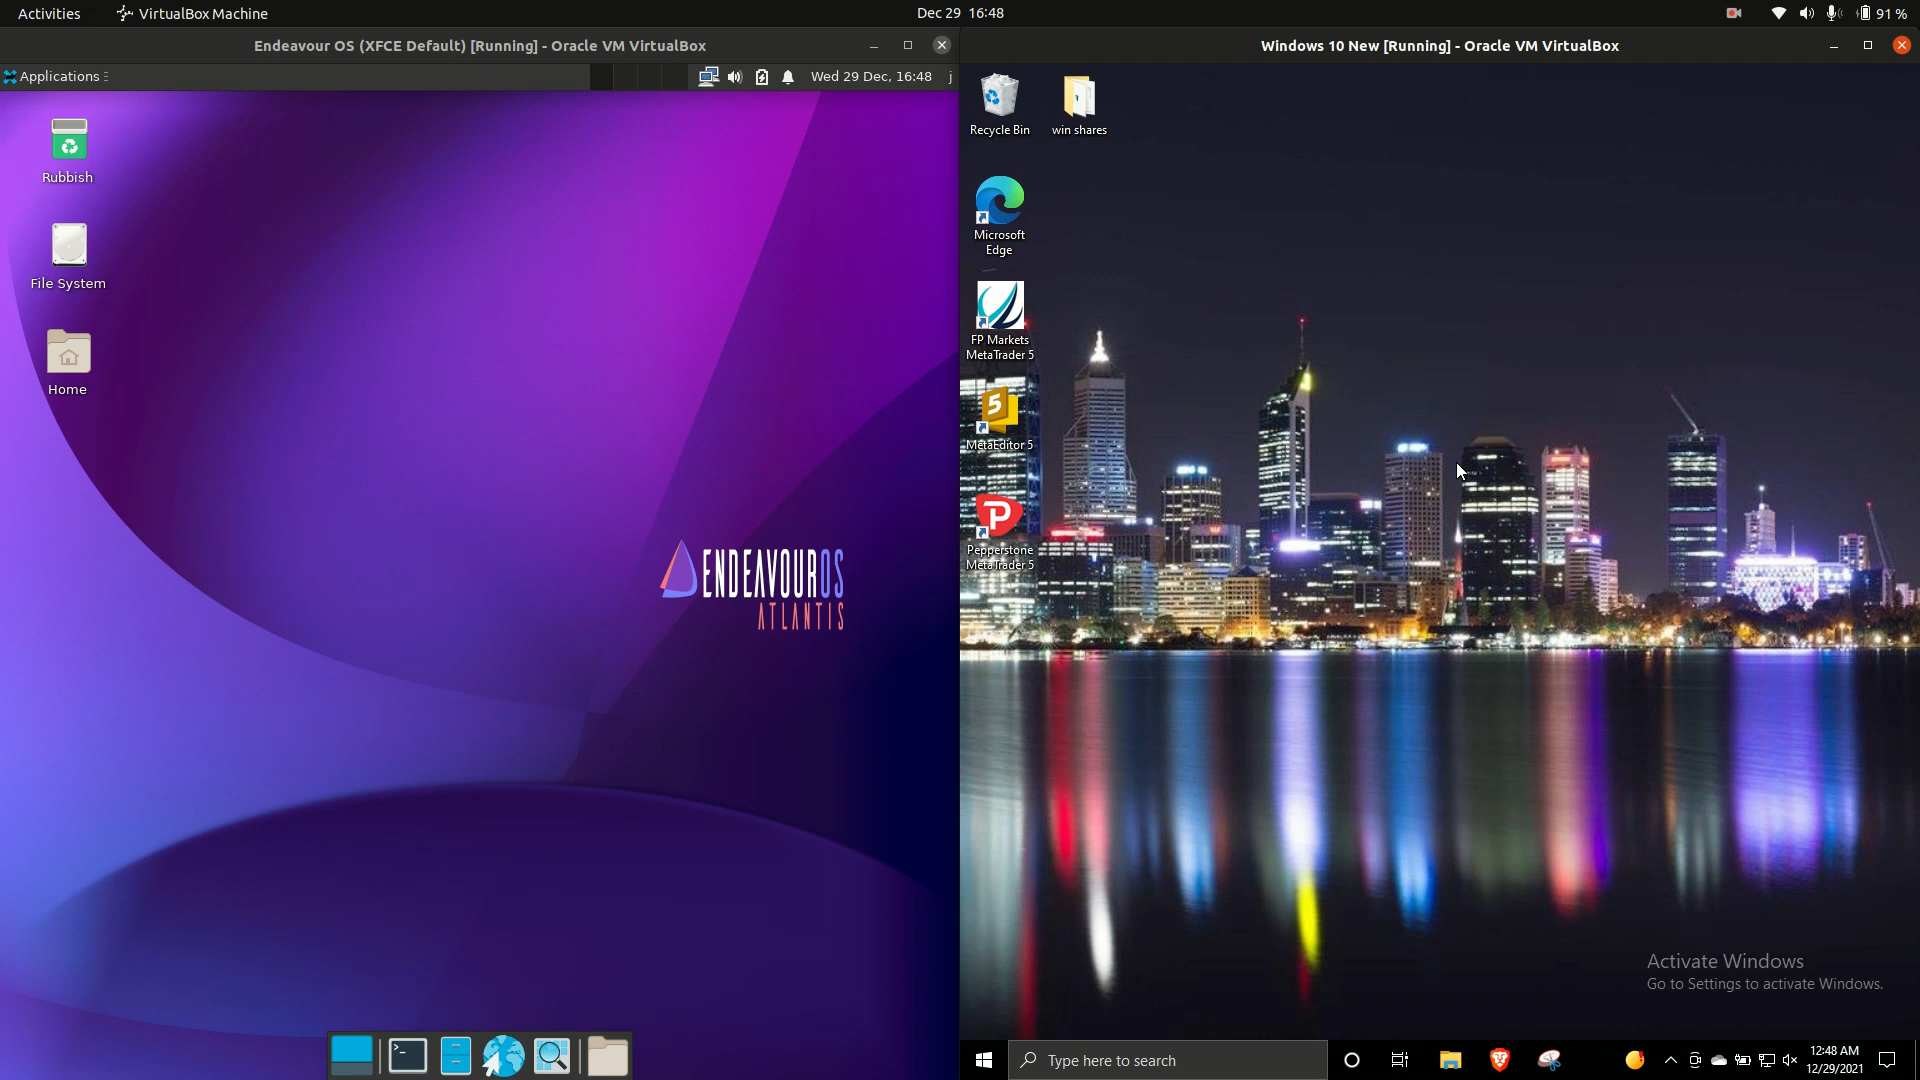 Activities
VirtualBox Machine
Dec 29 16:48
91 %
Endeavour OS (XFCE Default) [Running] - Oracle VM VirtualBox
Applications
Wed 29 Dec, 16:48
j
Rubbish
File System
Home
ENDEAVOUROS
ATLANTIS
Windows 10 New [Running] - Oracle VM VirtualBox
Recycle Bin
win shares
Microsoft
Edge
FP Markets
MetaTrader 5
5
MetaEditor 5
P
Pepperstone
MetaTrader 5
Activate Windows
Go to Settings to activate Windows.
Type here to search
12:48 AM
12/29/2021